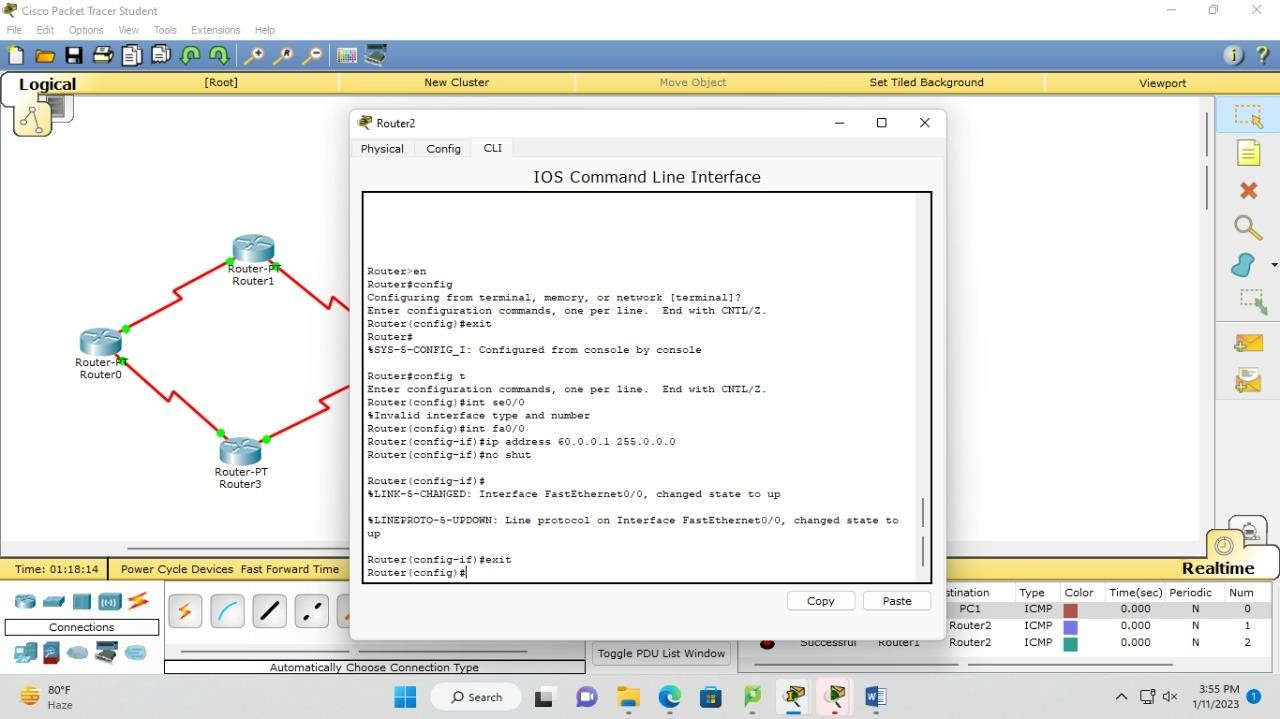 Cisco Packet Tracer Student
File Edit Options View Tools Extensions Help
Logical [Root] New Cluster Move Object Set Tiled Background Viewport
Router2
Physical Config CLI
IOS Command Line Interface
Router>en
Router#config
Configuring from terminal, memory, or network [terminal]?
Enter configuration commands, one per line.  End with CNTL/Z.
Router(config)#exit
Router#
%SYS-5-CONFIG_I: Configured from console by console
Router#config t
Enter configuration commands, one per line.  End with CNTL/Z.
Router(config)#int se0/0
%Invalid interface type and number
Router(config)#int fa0/0
Router(config-if)#ip address 60.0.0.1 255.0.0.0
Router(config-if)#no shut
Router(config-if)#
%LINK-5-CHANGED: Interface FastEthernet0/0, changed state to up
%LINEPROTO-5-UPDOWN: Line protocol on Interface FastEthernet0/0, changed state to
up
Router(config-if)#exit
Router(config)#
Copy Paste
Router-PT
Router1
Router-PT
Router0
Router-PT
Router3
Time: 01:18:14 Power Cycle Devices Fast Forward Time
Realtime
Connections
Automatically Choose Connection Type
Toggle PDU List Window
stination Type Color Time(sec) Periodic Num
PC1 ICMP 0.000 N 0
Router2 ICMP 0.000 N 1
Successful Router1 Router2 ICMP 0.000 N 2
80°F
Haze
Search
3:55 PM
1/11/2023
1